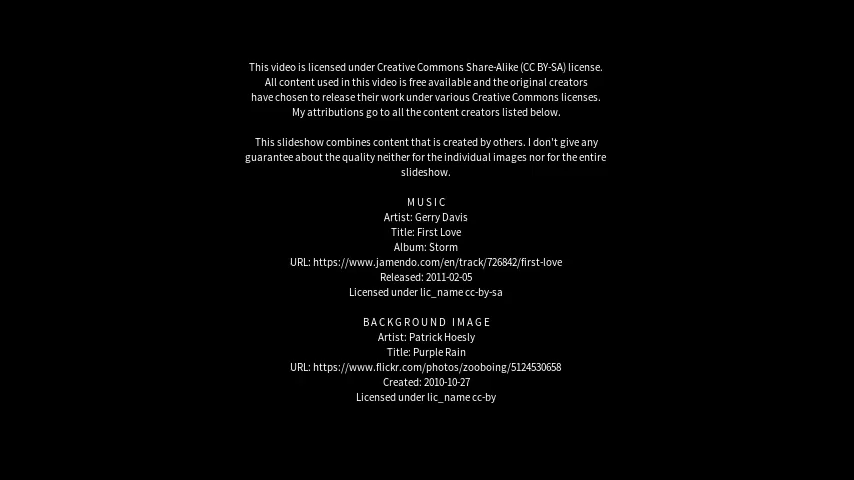 This video is licensed under Creative Commons Share-Alike (CC BY-SA) license.
All content used in this video is free available and the original creators
have chosen to release their work under various Creative Commons licenses.
My attributions go to all the content creators listed below.
This slideshow combines content that is created by others. I don't give any
guarantee about the quality neither for the individual images nor for the entire
slideshow.
M U S I C
Artist: Gerry Davis
Title: First Love
Album: Storm
URL: https://www.jamendo.com/en/track/726842/first-love
Released: 2011-02-05
Licensed under lic_name cc-by-sa
B A C K G R O U N D  I M A G E
Artist: Patrick Hoesly
Title: Purple Rain
URL: https://www.flickr.com/photos/zooboing/5124530658
Created: 2010-10-27
Licensed under lic_name cc-by